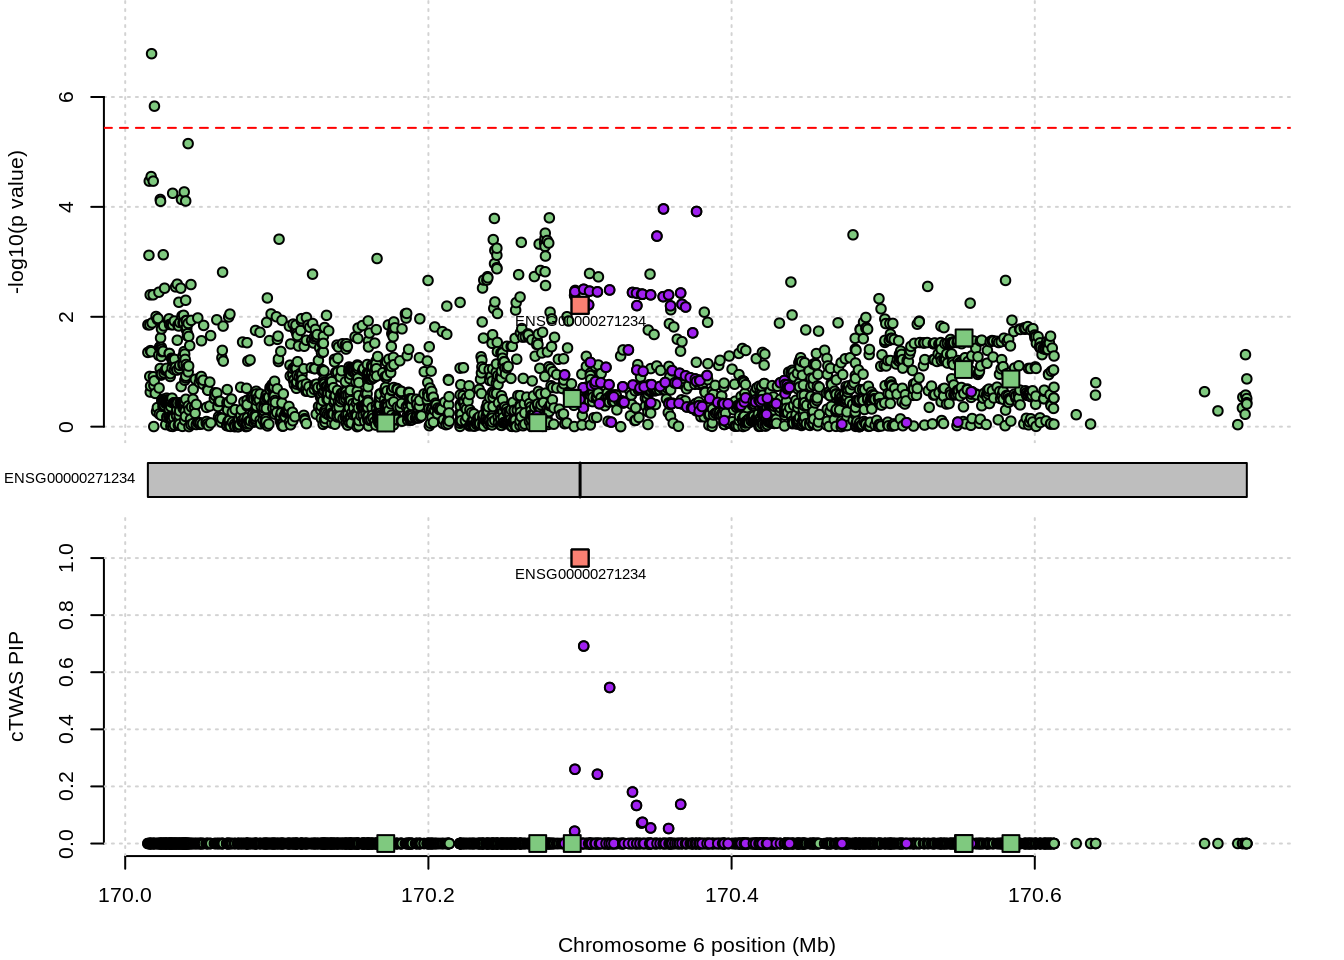 -log10(p value)
6
4
2
0
ENSG00000271234
ENSG00000271234
cTWAS PIP
1.0
0.8
0.6
0.4
0.2
0.0
ENSG00000271234
170.0 170.2 170.4 170.6
Chromosome 6 position (Mb)